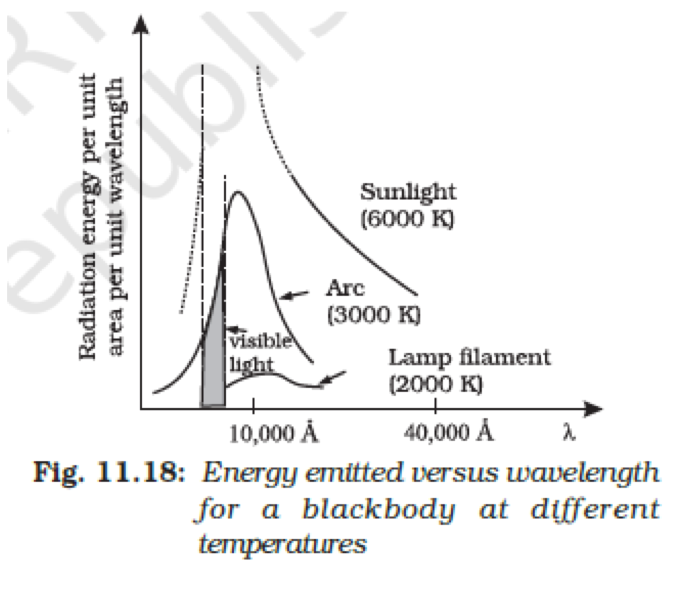 Radiation energy per unit
area per unit wavelength
Sunlight
(6000 K)
Arc
(3000 K)
visible
light
Lamp filament
(2000 K)
10,000 Å
40,000 Å
λ
Fig. 11.18: Energy emitted versus wavelength
for a blackbody at different
temperatures